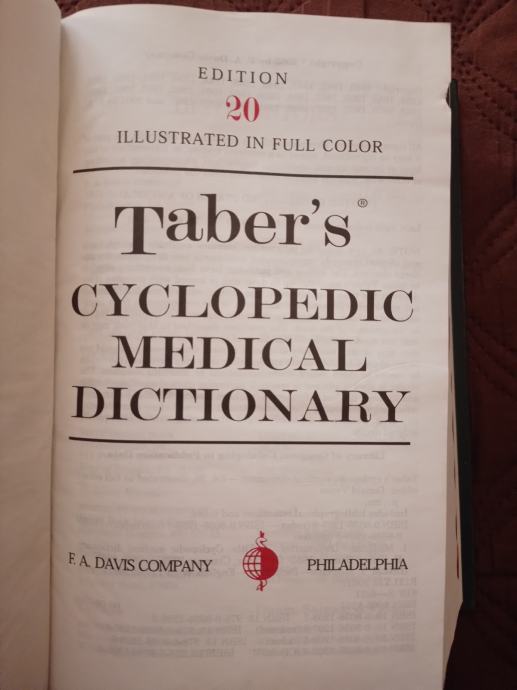 EDITION
20
ILLUSTRATED IN FULL COLOR
Taber's®
CYCLOPEDIC
MEDICAL
DICTIONARY
F. A. DAVIS COMPANY PHILADELPHIA